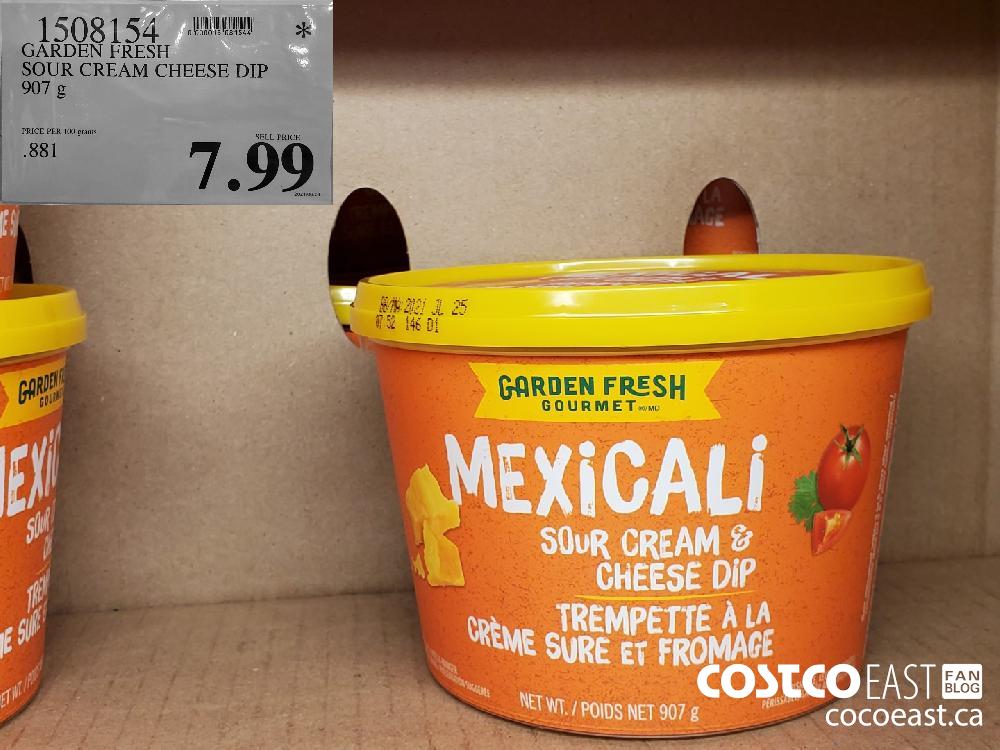 1508154
*
GARDEN FRESH
SOUR CREAM CHEESE DIP
907 g
PRICE PER 100 grams
.881
SELL PRICE
7.99
2021 JL 25
07 52 146 D1
GARDEN FRESH
GOURMET MD/MC
MEXICALI
SOUR CREAM &
CHEESE DIP
TREMPETTE À LA
CRÈME SURE ET FROMAGE
NET WT. / POIDS NET 907 g
COSTCO EAST FAN BLOG
cocoeast.ca